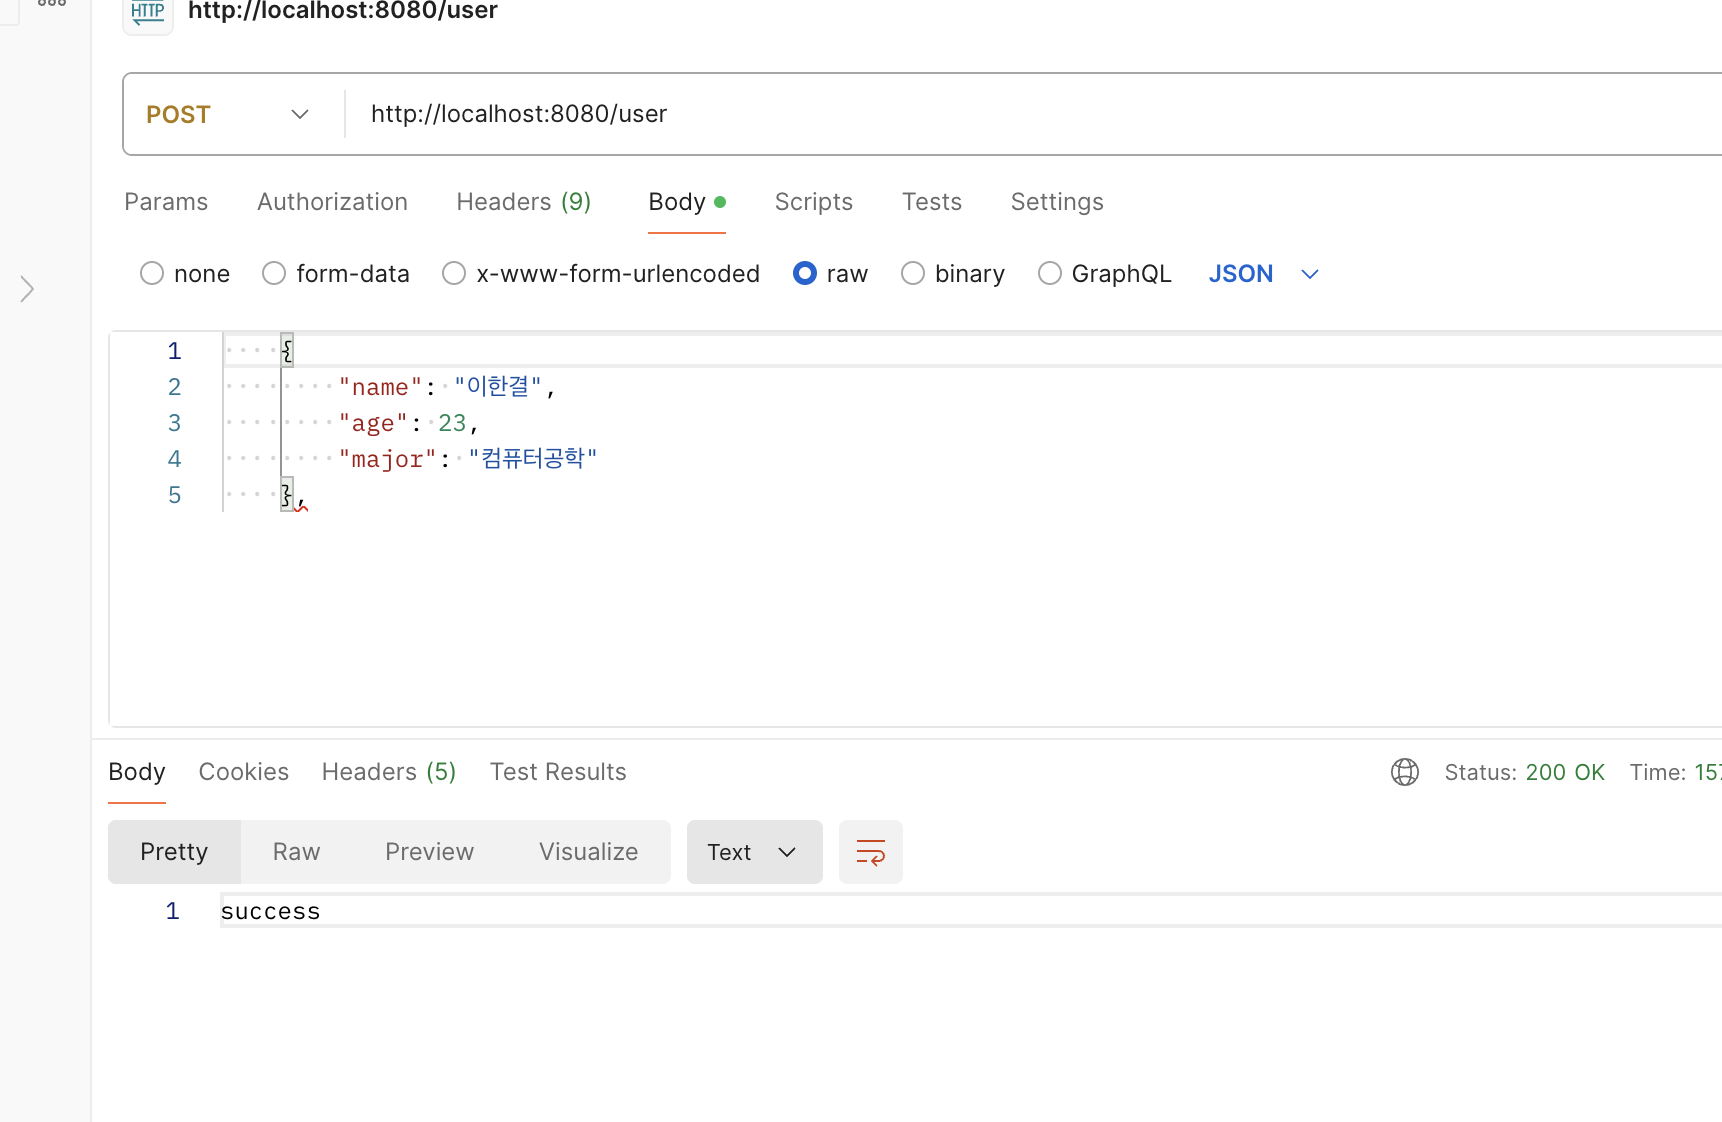 HTTP http://localhost:8080/user
POST http://localhost:8080/user
Params Authorization Headers (9) Body Scripts Tests Settings
none form-data x-www-form-urlencoded raw binary GraphQL JSON
1 {
2 "name": "이한결",
3 "age": 23,
4 "major": "컴퓨터공학"
5 },
Body Cookies Headers (5) Test Results Status: 200 OK Time: 157
Pretty Raw Preview Visualize Text
1 success